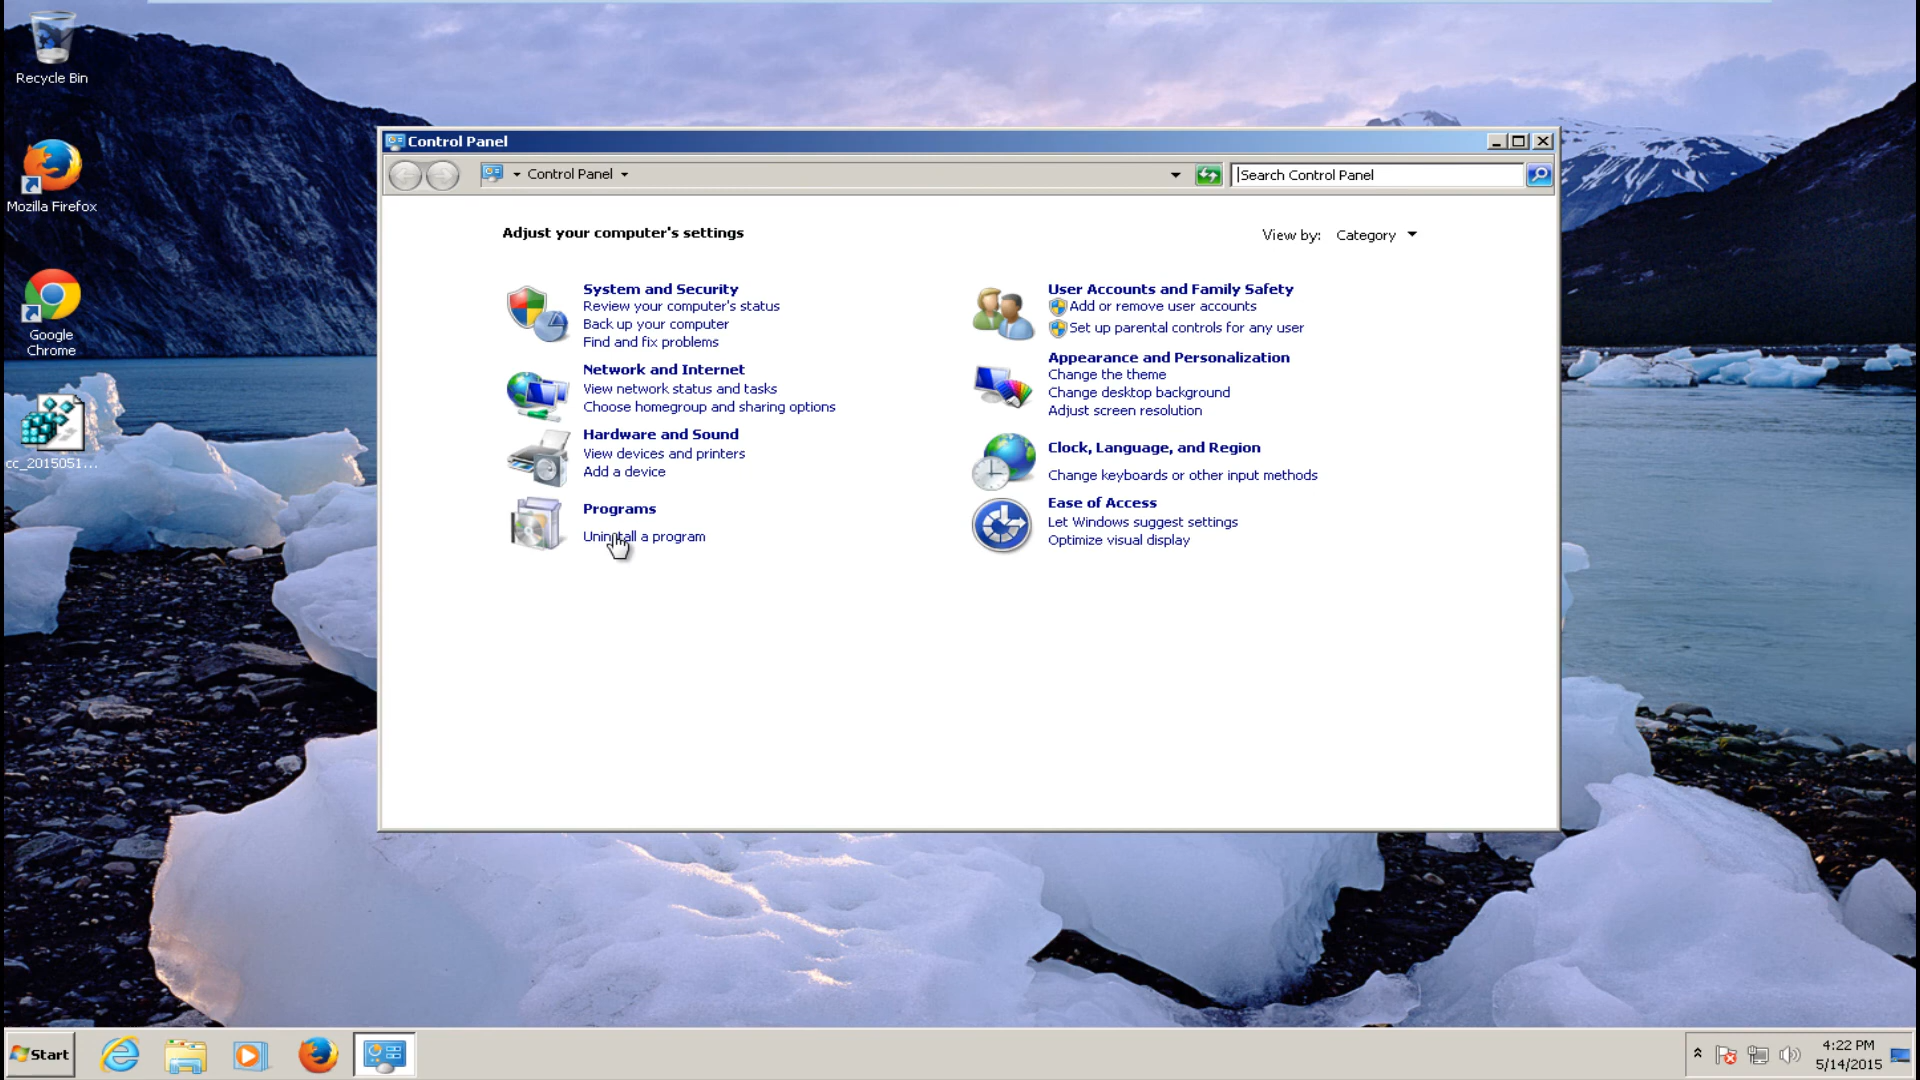 Recycle Bin
Mozilla Firefox
Google
Chrome
cc_2015051...
Control Panel
Control Panel
Search Control Panel
Adjust your computer's settings
View by: Category
System and Security
Review your computer's status
Back up your computer
Find and fix problems
Network and Internet
View network status and tasks
Choose homegroup and sharing options
Hardware and Sound
View devices and printers
Add a device
Programs
Uninstall a program
User Accounts and Family Safety
Add or remove user accounts
Set up parental controls for any user
Appearance and Personalization
Change the theme
Change desktop background
Adjust screen resolution
Clock, Language, and Region
Change keyboards or other input methods
Ease of Access
Let Windows suggest settings
Optimize visual display
Start
4:22 PM
5/14/2015